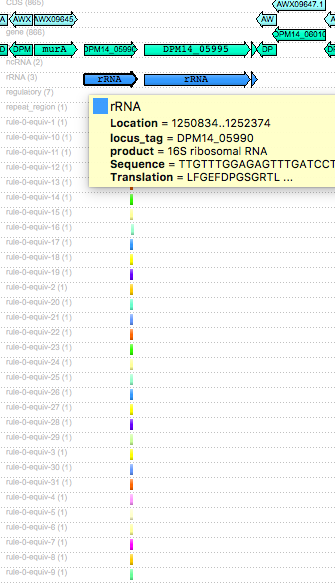 CDS (865)
AWX09647.1
A AWX AWX09645 AW
gene (866) DPM14_06010
D DPM murA DPM14_0599 DPM14_05995 DP
ncRNA (2)
rRNA (3) rRNA rRNA
regulatory (7)
repeat_region (1)
rRNA
rule-0-equiv-1 (1)
Location = 1250834..1252374
rule-0-equiv-10 (1)
locus_tag = DPM14_05990
rule-0-equiv-11 (1)
product = 16S ribosomal RNA
rule-0-equiv-12 (1)
Sequence = TTGTTTGGAGAGTTTGATCCT
Translation = LFGEFDPGSGRTL ...
rule-0-equiv-13 (1)
rule-0-equiv-14 (1)
rule-0-equiv-15 (1)
rule-0-equiv-16 (1)
rule-0-equiv-17 (1)
rule-0-equiv-18 (1)
rule-0-equiv-19 (1)
rule-0-equiv-2 (1)
rule-0-equiv-20 (1)
rule-0-equiv-21 (1)
rule-0-equiv-22 (1)
rule-0-equiv-23 (1)
rule-0-equiv-24 (1)
rule-0-equiv-25 (1)
rule-0-equiv-26 (1)
rule-0-equiv-27 (1)
rule-0-equiv-28 (1)
rule-0-equiv-29 (1)
rule-0-equiv-3 (1)
rule-0-equiv-30 (1)
rule-0-equiv-31 (1)
rule-0-equiv-4 (1)
rule-0-equiv-5 (1)
rule-0-equiv-6 (1)
rule-0-equiv-7 (1)
rule-0-equiv-8 (1)
rule-0-equiv-9 (1)